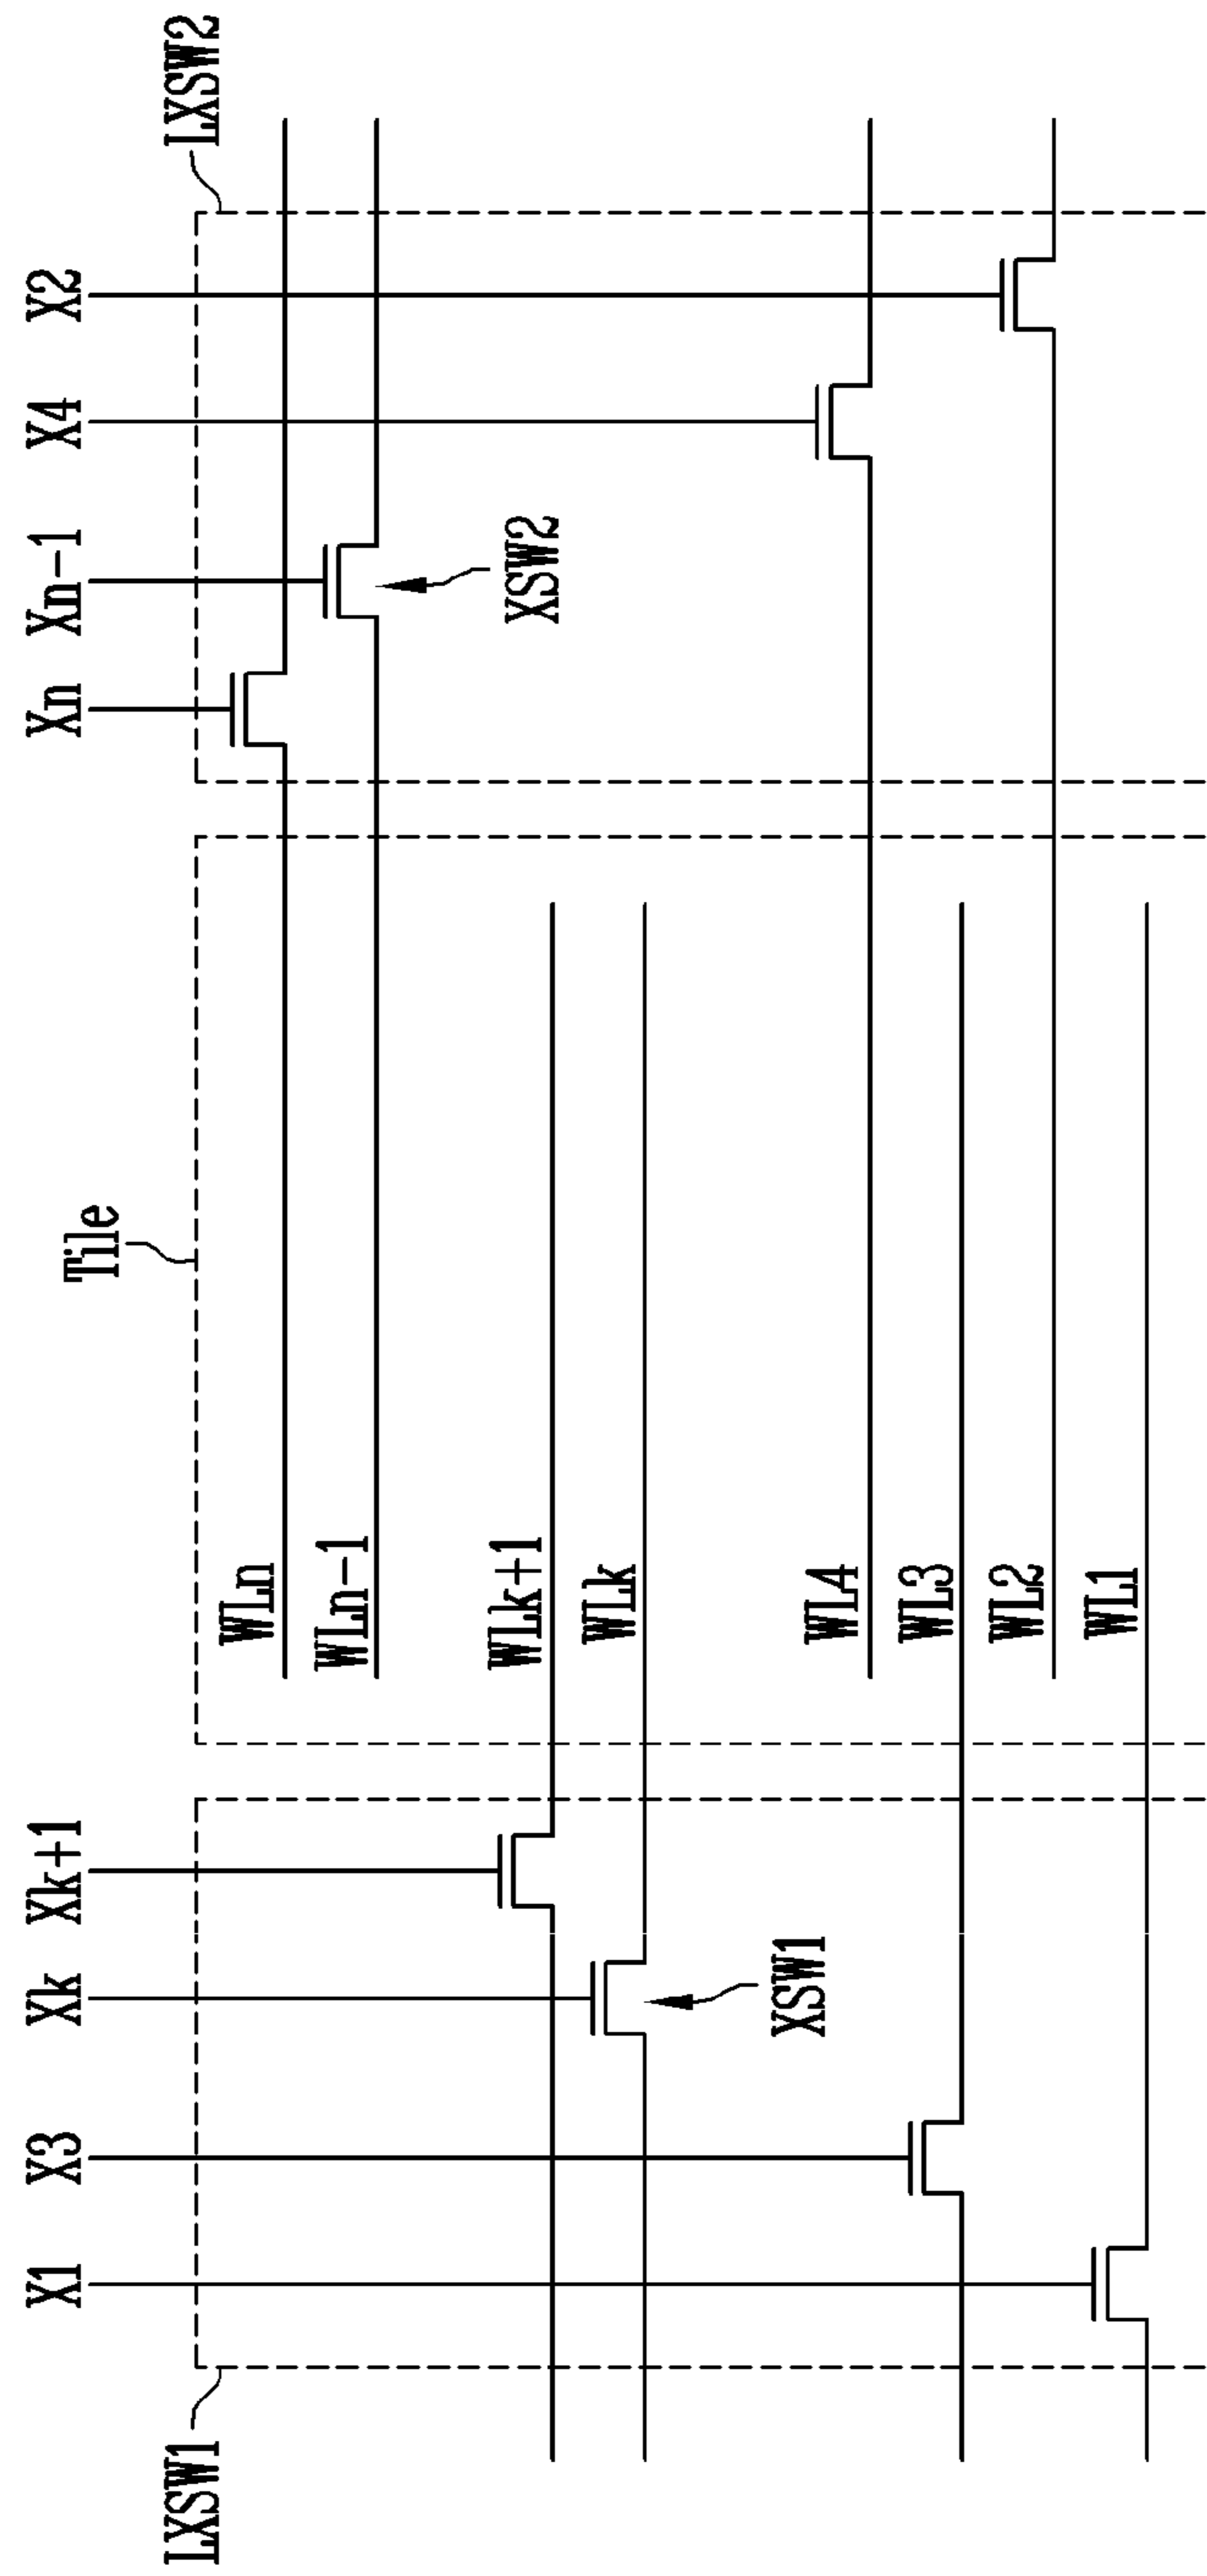 X1
X3
Xk
Xk+1
Xn
Xn-1
X4
X2
LXSW1
Tile
LXSW2
WLn
WLn-1
XSW2
WLk+1
WLk
XSW1
WL4
WL3
WL2
WL1